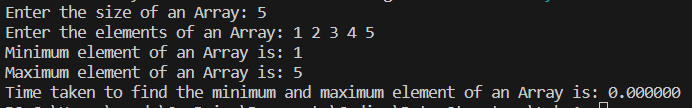 Enter the size of an Array: 5
Enter the elements of an Array: 1 2 3 4 5
Minimum element of an Array is: 1
Maximum element of an Array is: 5
Time taken to find the minimum and maximum element of an Array is: 0.000000